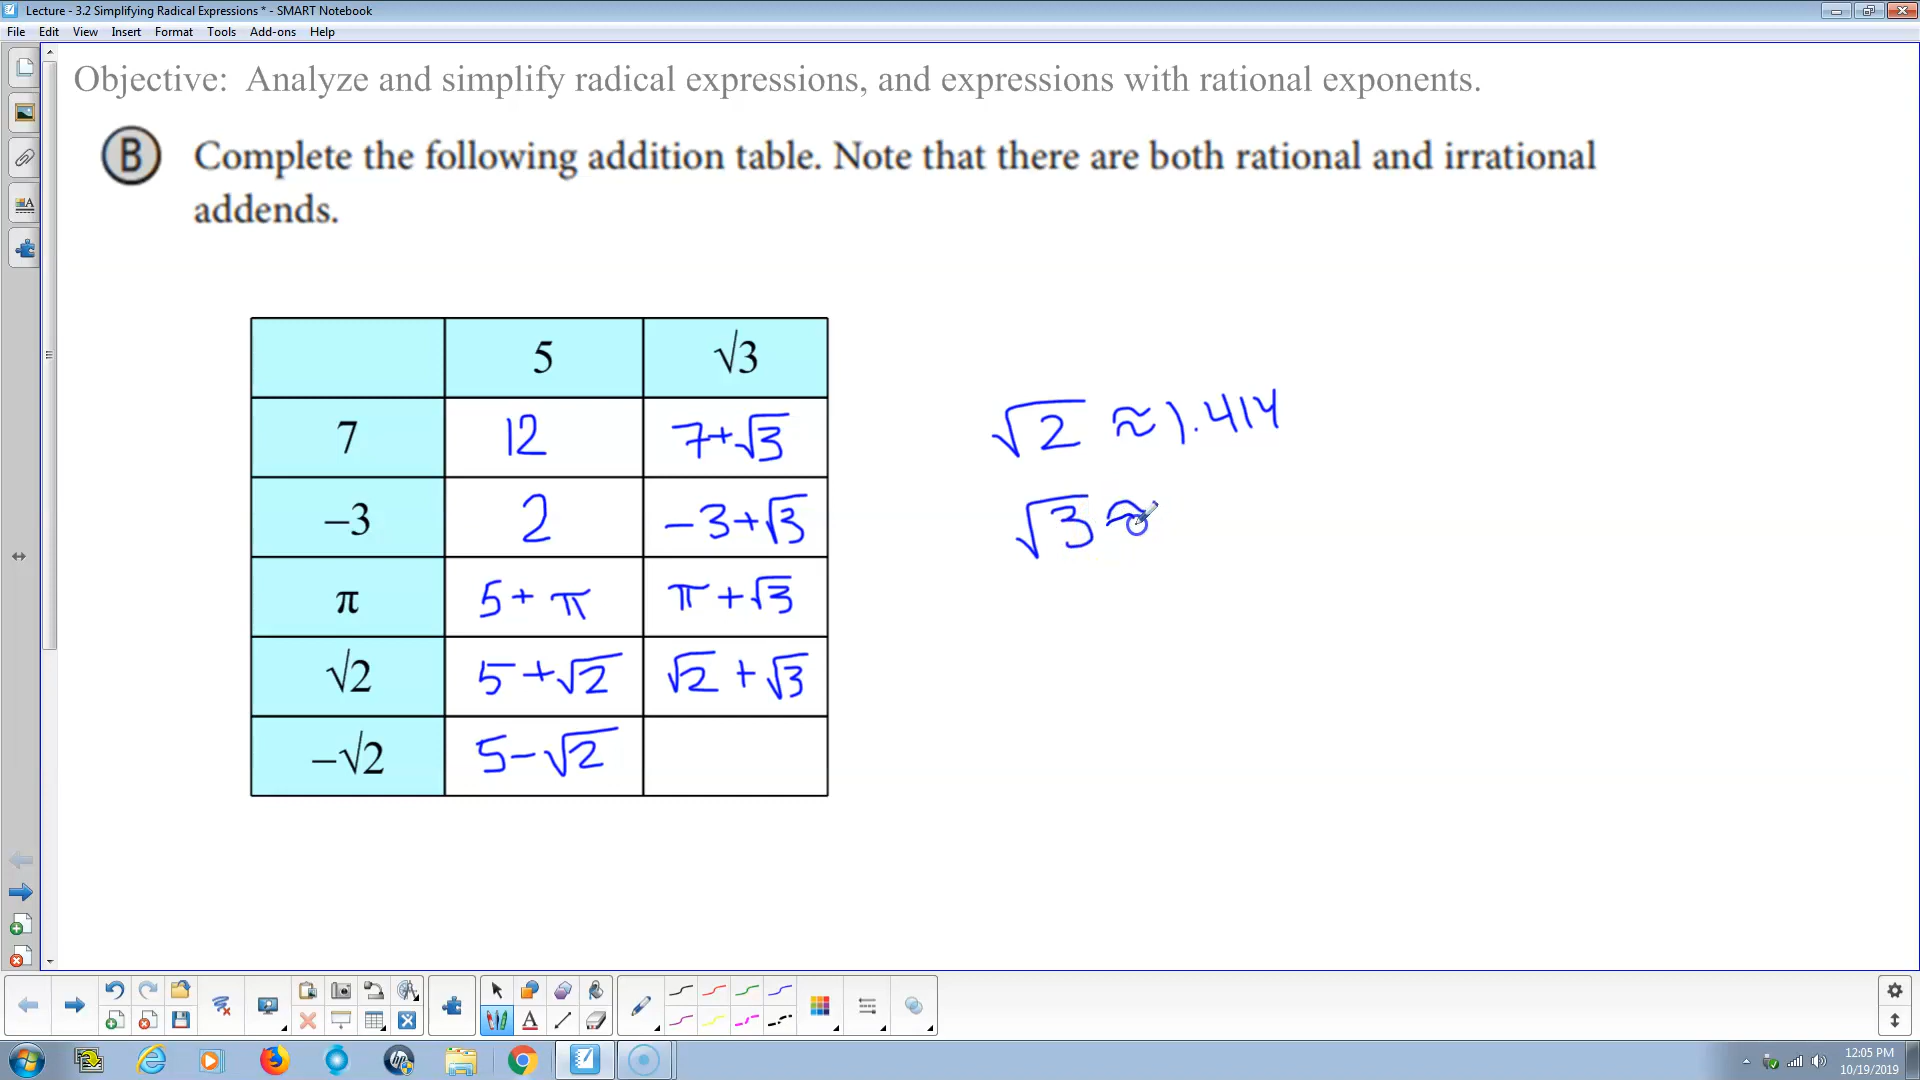 Lecture - 3.2 Simplifying Radical Expressions * - SMART Notebook
File Edit View Insert Format Tools Add-ons Help
Objective: Analyze and simplify radical expressions, and expressions with rational exponents.
B Complete the following addition table. Note that there are both rational and irrational
addends.
5 √3
7 12 7+√3
−3 2 −3+√3
π 5+π π+√3
√2 5+√2 √2+√3
−√2 5−√2
√2 ≈ 1.414
√3 ≈
12:05 PM
10/19/2019